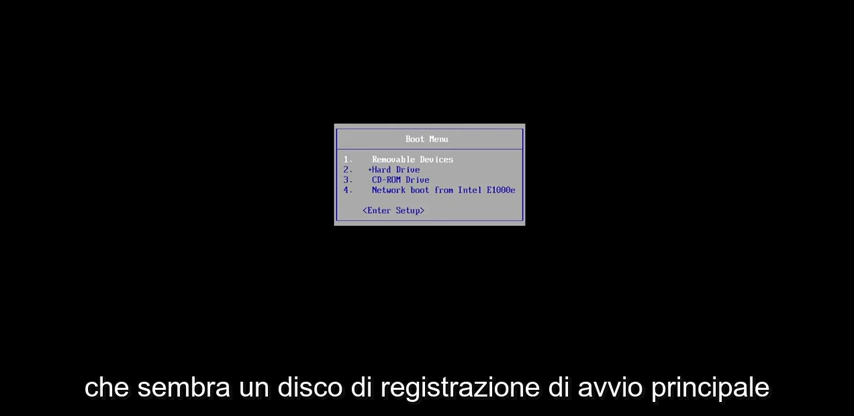 Boot Menu
1. Removable Devices
2. +Hard Drive
3. CD-ROM Drive
4. Network boot from Intel E1000e
<Enter Setup>
che sembra un disco di registrazione di avvio principale